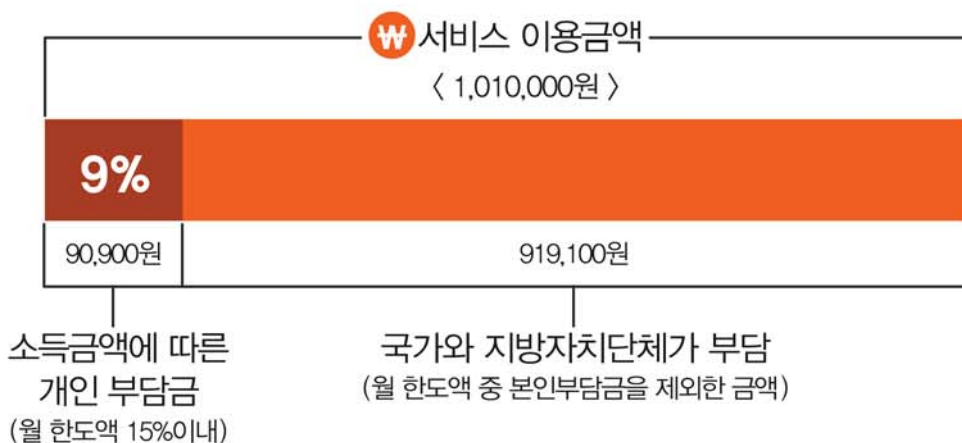 ₩ 서비스 이용금액
〈 1,010,000원 〉
9%
90,900원
919,100원
소득금액에 따른
개인 부담금
(월 한도액 15%이내)
국가와 지방자치단체가 부담
(월 한도액 중 본인부담금을 제외한 금액)